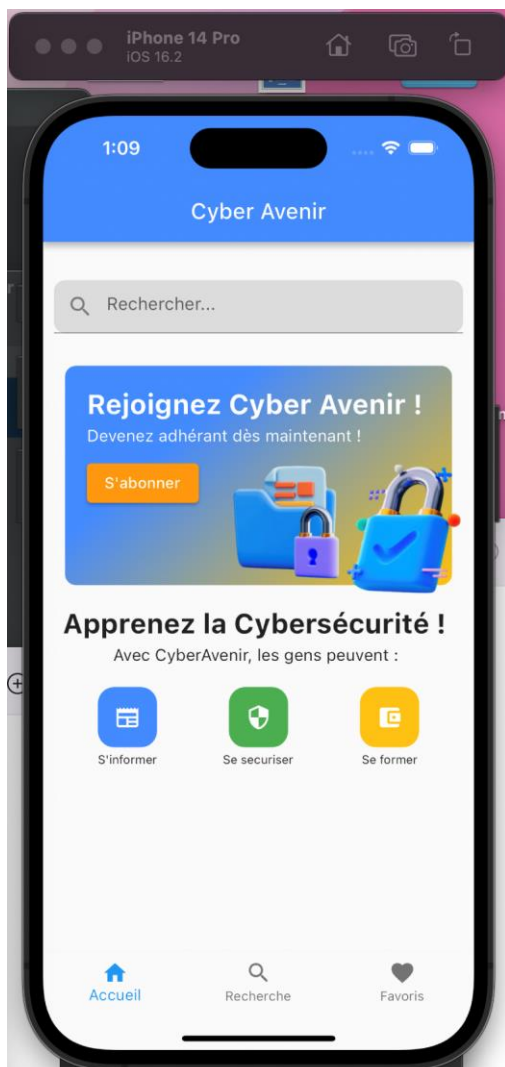 iPhone 14 Pro
iOS 16.2
1:09
Cyber Avenir
Rechercher...
Rejoignez Cyber Avenir !
Devenez adhérant dès maintenant !
S'abonner
Apprenez la Cybersécurité !
Avec CyberAvenir, les gens peuvent :
S'informer
Se securiser
Se former
Accueil
Recherche
Favoris